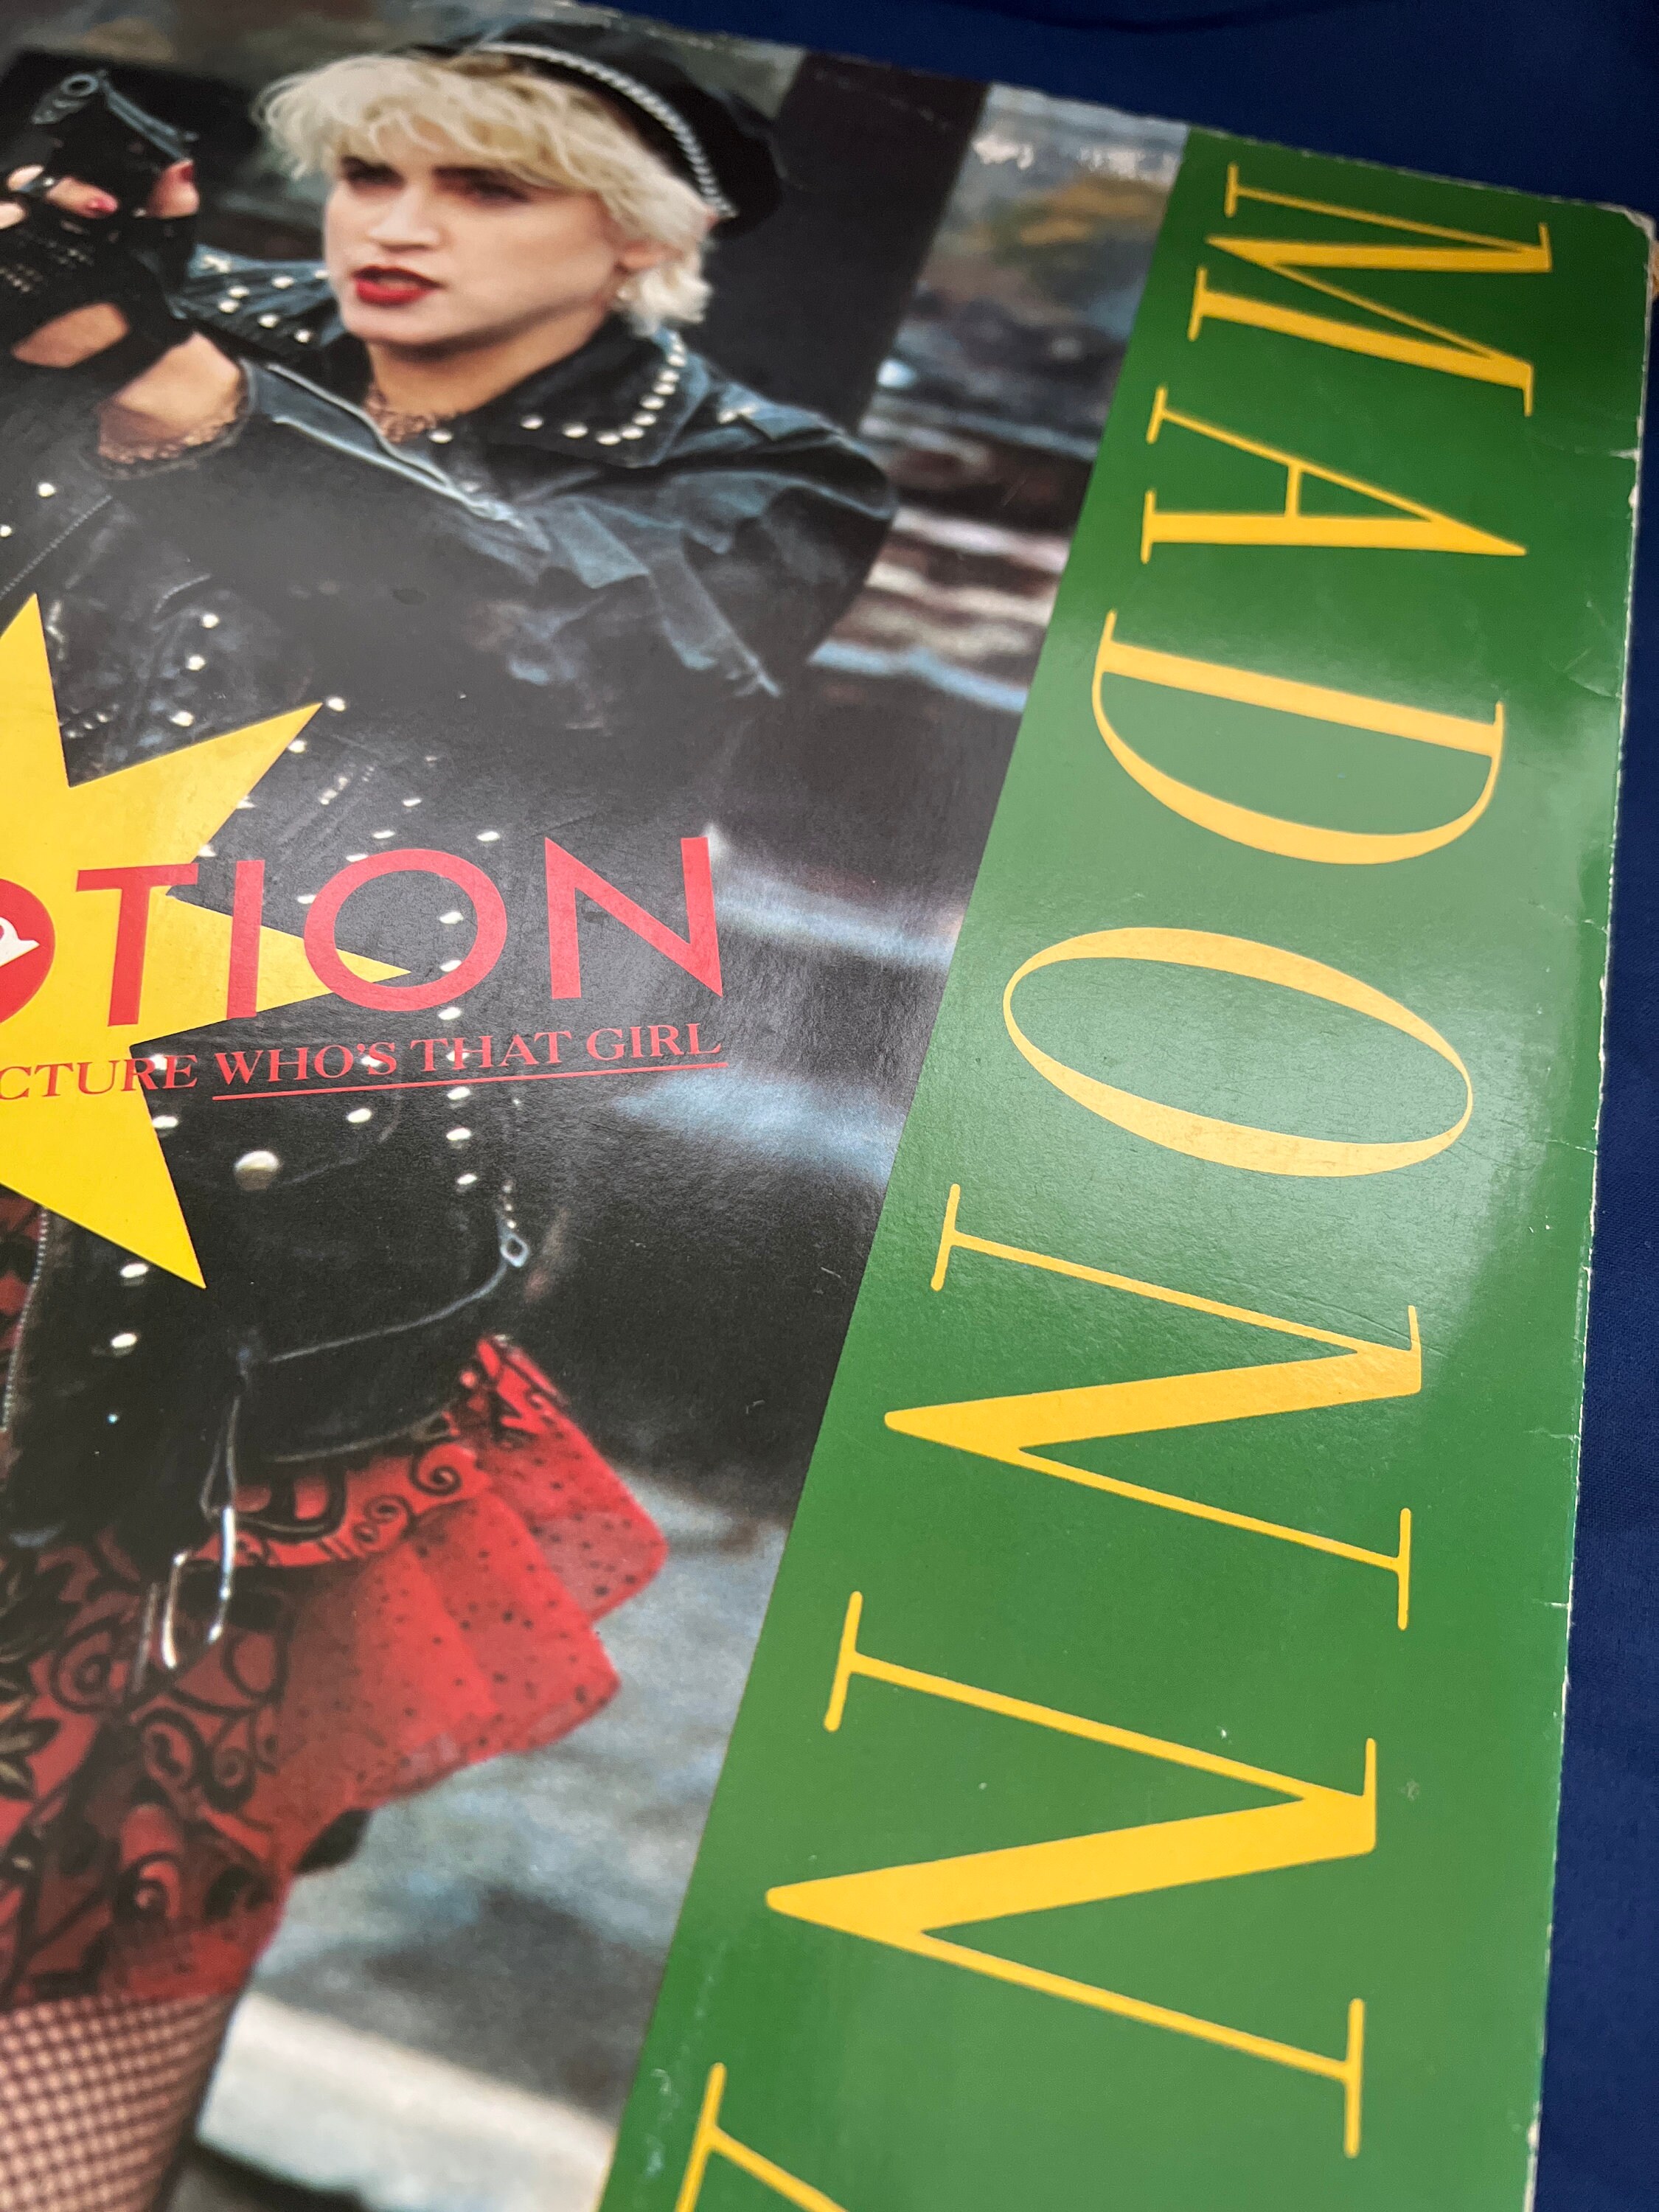 MADONN
OTION
CTURE WHO'S THAT GIRL